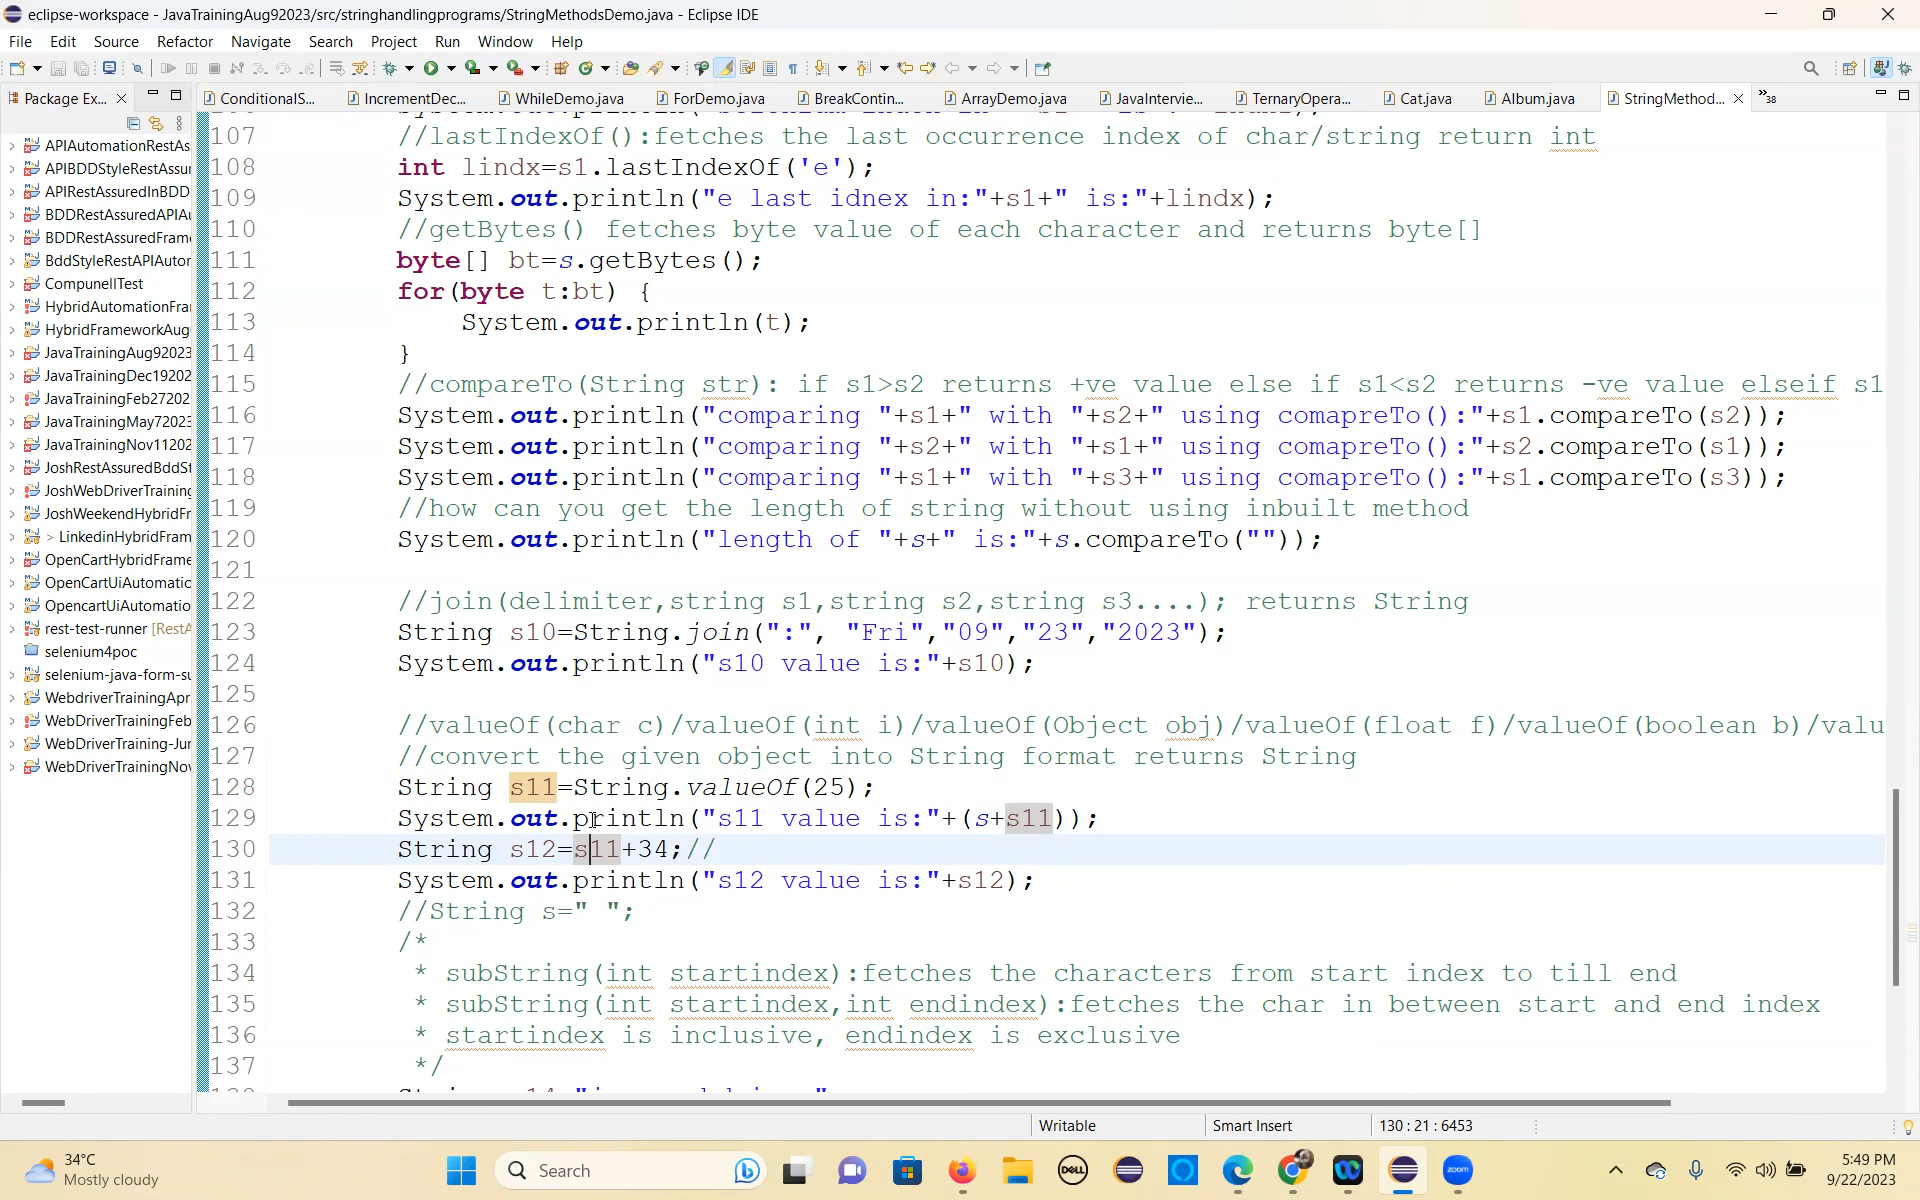 eclipse-workspace - JavaTrainingAug92023/src/stringhandlingprograms/StringMethodsDemo.java - Eclipse IDE
File Edit Source Refactor Navigate Search Project Run Window Help
Package Ex...
ConditionalS... IncrementDec... WhileDemo.java ForDemo.java BreakContin... ArrayDemo.java JavaIntervie... TernaryOpera... Cat.java Album.java StringMethod... »38
APIAutomationRestAs
APIBDDStyleRestAssur
APIRestAssuredInBDD
BDDRestAssuredAPIAu
BDDRestAssuredFrame
BddStyleRestAPIAutor
CompunellTest
HybridAutomationFra
HybridFrameworkAug
JavaTrainingAug92023
JavaTrainingDec19202
JavaTrainingFeb27202
JavaTrainingMay72023
JavaTrainingNov11202
JoshRestAssuredBddSt
JoshWebDriverTraining
JoshWeekendHybridFr
> LinkedinHybridFram
OpenCartHybridFrame
OpenCartUiAutomatic
OpencartUiAutomatio
rest-test-runner [RestA
selenium4poc
selenium-java-form-su
WebdriverTrainingApr
WebDriverTrainingFeb
WebDriverTraining-Jur
WebDriverTrainingNov
107 //lastIndexOf():fetches the last occurrence index of char/string return int
108 int lindx=s1.lastIndexOf('e');
109 System.out.println("e last idnex in:"+s1+" is:"+lindx);
110 //getBytes() fetches byte value of each character and returns byte[]
111 byte[] bt=s.getBytes();
112 for(byte t:bt) {
113 System.out.println(t);
114 }
115 //compareTo(String str): if s1>s2 returns +ve value else if s1<s2 returns -ve value elseif s1
116 System.out.println("comparing "+s1+" with "+s2+" using comapreTo():"+s1.compareTo(s2));
117 System.out.println("comparing "+s2+" with "+s1+" using comapreTo():"+s2.compareTo(s1));
118 System.out.println("comparing "+s1+" with "+s3+" using comapreTo():"+s1.compareTo(s3));
119 //how can you get the length of string without using inbuilt method
120 System.out.println("length of "+s+" is:"+s.compareTo(""));
121
122 //join(delimiter,string s1,string s2,string s3....); returns String
123 String s10=String.join(":", "Fri","09","23","2023");
124 System.out.println("s10 value is:"+s10);
125
126 //valueOf(char c)/valueOf(int i)/valueOf(Object obj)/valueOf(float f)/valueOf(boolean b)/valu
127 //convert the given object into String format returns String
128 String s11=String.valueOf(25);
129 System.out.println("s11 value is:"+(s+s11));
130 String s12=s11+34;//
131 System.out.println("s12 value is:"+s12);
132 //String s=" ";
133 /*
134 * subString(int startindex):fetches the characters from start index to till end
135 * subString(int startindex,int endindex):fetches the char in between start and end index
136 * startindex is inclusive, endindex is exclusive
137 */
Writable Smart Insert 130 : 21 : 6453
34°C
Mostly cloudy
Search
DELL
zoom
5:49 PM
9/22/2023